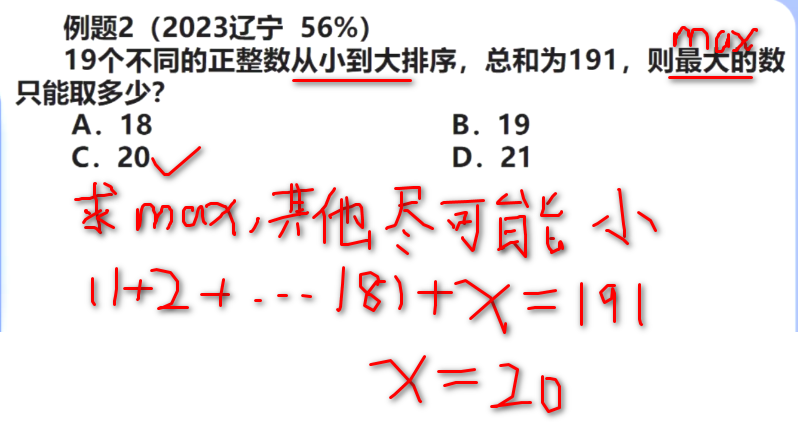 例题2（2023辽宁 56%）
max
19个不同的正整数从小到大排序，总和为191，则最大的数
只能取多少？
A．18
B．19
C．20
D．21
求max,其他尽可能小
(1+2+...18)+x=191
x=20